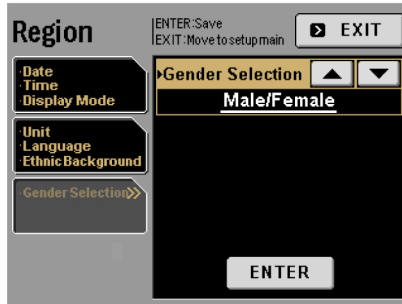 Region
ENTER:Save
EXIT:Move to setup main
EXIT
·Date
·Time
·Display Mode
·Unit
·Language
·Ethnic Background
·Gender Selection
Gender Selection
Male/Female
ENTER